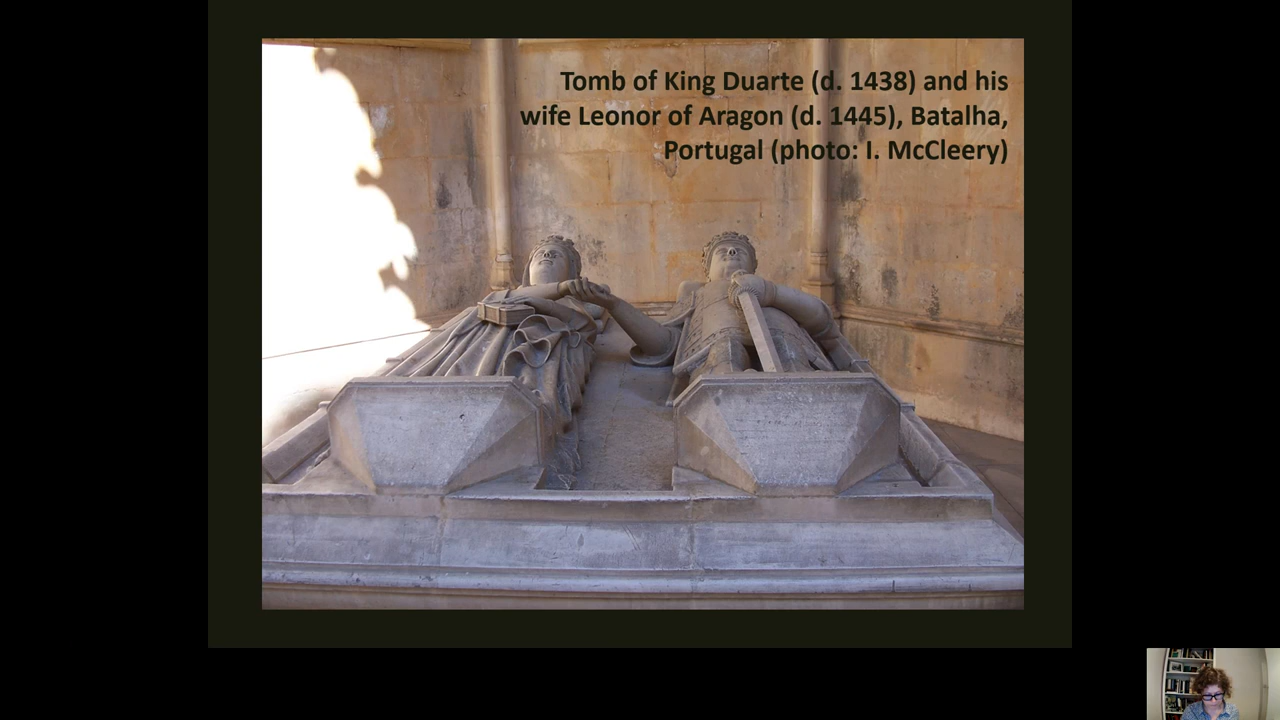 Tomb of King Duarte (d. 1438) and his
wife Leonor of Aragon (d. 1445), Batalha,
Portugal (photo: I. McCleery)